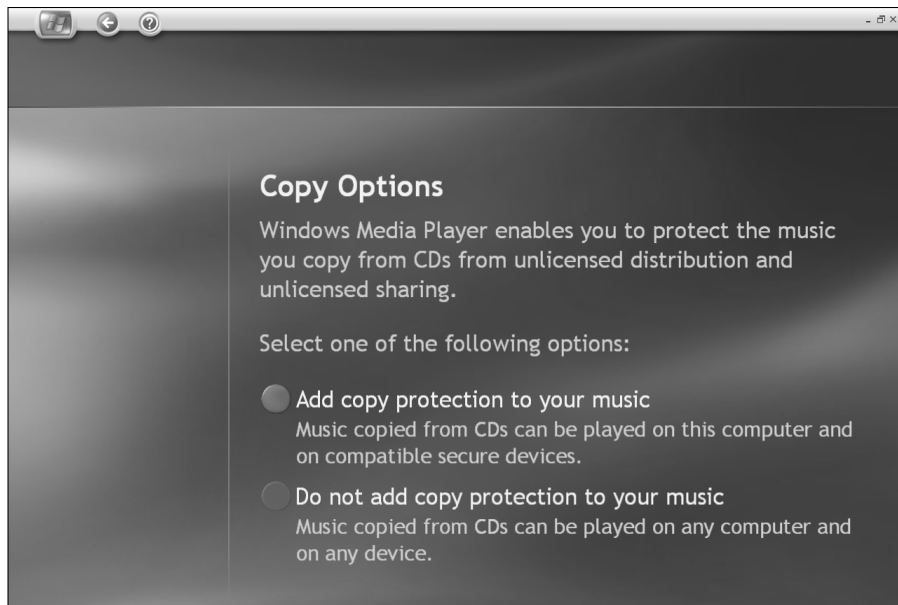 Copy Options
Windows Media Player enables you to protect the music
you copy from CDs from unlicensed distribution and
unlicensed sharing.
Select one of the following options:
Add copy protection to your music
Music copied from CDs can be played on this computer and
on compatible secure devices.
Do not add copy protection to your music
Music copied from CDs can be played on any computer and
on any device.